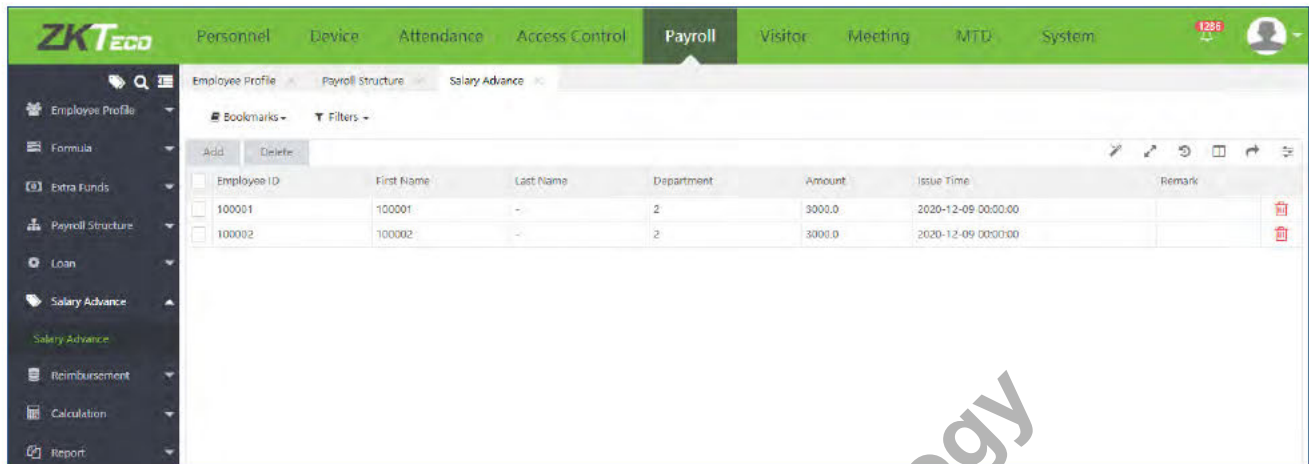 ZKTeco Personnel Device Attendance Access Control Payroll Visitor Meeting MTD System 1286
Employee Profile Payroll Structure Salary Advance
Bookmarks Filters
Add Delete
Employee ID First Name Last Name Department Amount Issue Time Remark
100001 100001 - 2 3000.0 2020-12-09 00:00:00
100002 100002 - 2 3000.0 2020-12-09 00:00:00
Employee Profile
Formula
Extra Funds
Payroll Structure
Loan
Salary Advance
Salary Advance
Reimbursement
Calculation
Report
ogy